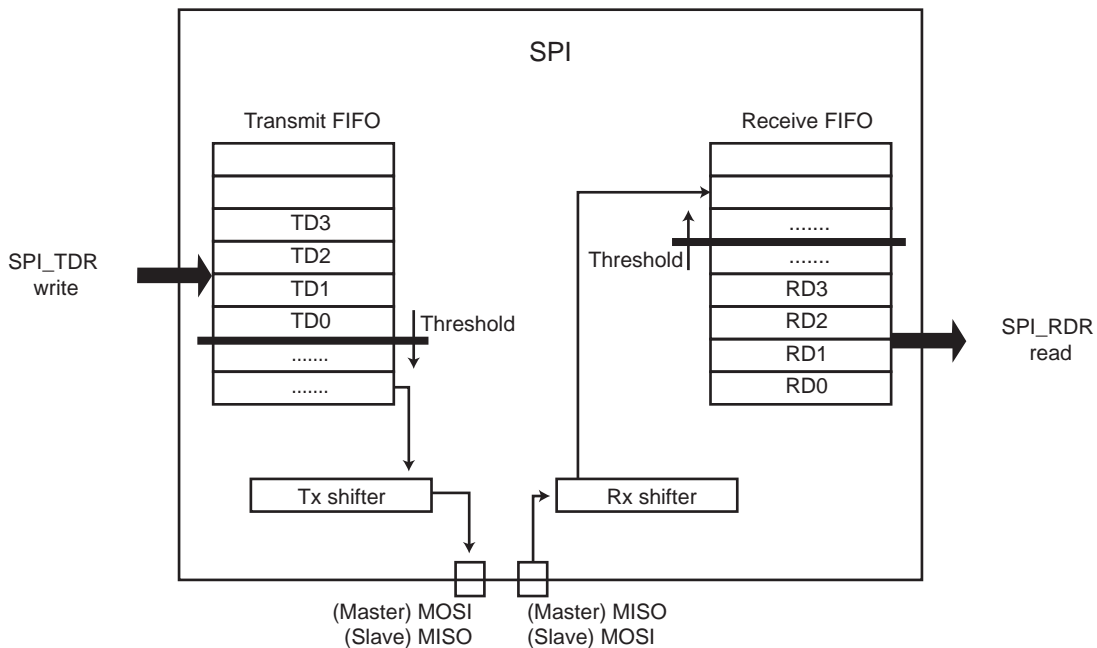 SPI
Transmit FIFO
Receive FIFO
TD3
TD2
TD1
TD0
.......
.......
SPI_TDR
write
Threshold
.......
.......
RD3
RD2
RD1
RD0
Threshold
SPI_RDR
read
Tx shifter
Rx shifter
(Master) MOSI
(Slave) MISO
(Master) MISO
(Slave) MOSI